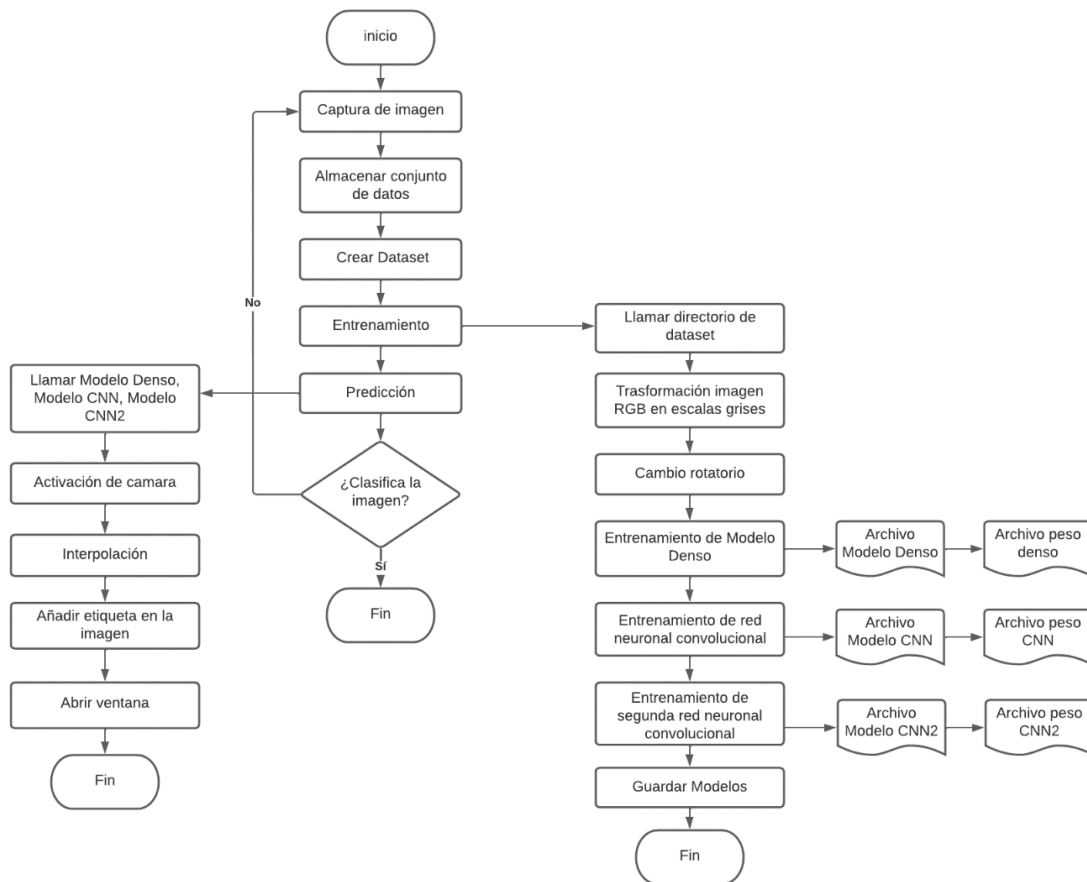 inicio
Captura de imagen
Almacenar conjunto
de datos
Crear Dataset
No
Entrenamiento
Predicción
¿Clasifica la
imagen?
Sí
Fin
Llamar Modelo Denso,
Modelo CNN, Modelo
CNN2
Activación de camara
Interpolación
Añadir etiqueta en la
imagen
Abrir ventana
Fin
Llamar directorio de
dataset
Trasformación imagen
RGB en escalas grises
Cambio rotatorio
Entrenamiento de Modelo
Denso
Archivo
Modelo Denso
Archivo peso
denso
Entrenamiento de red
neuronal convolucional
Archivo
Modelo CNN
Archivo peso
CNN
Entrenamiento de
segunda red neuronal
convolucional
Archivo
Modelo CNN2
Archivo peso
CNN2
Guardar Modelos
Fin